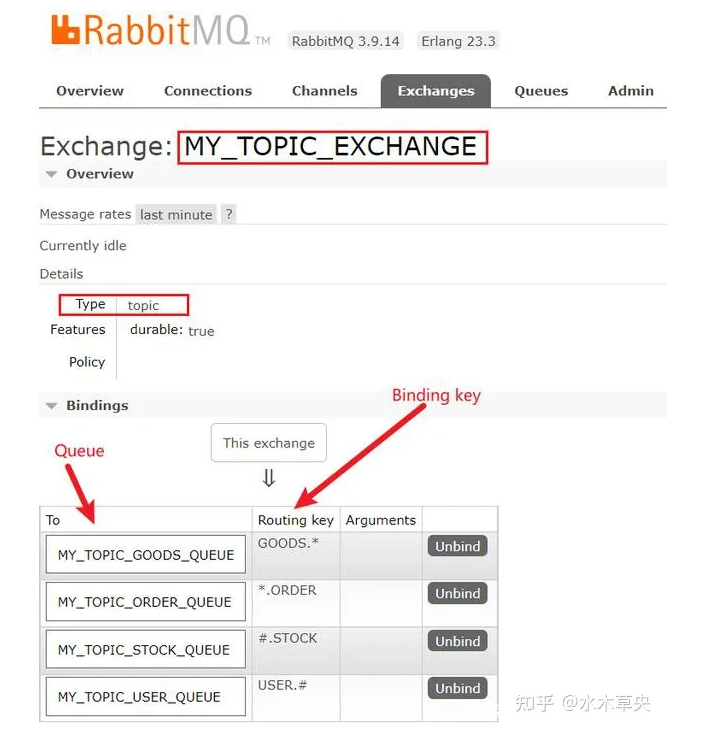 RabbitMQ TM RabbitMQ 3.9.14 Erlang 23.3
Overview Connections Channels Exchanges Queues Admin
Exchange: MY_TOPIC_EXCHANGE
Overview
Message rates last minute ?
Currently idle
Details
Type topic
Features durable: true
Policy
Binding key
Bindings
This exchange
Queue
⇓
To Routing key Arguments
MY_TOPIC_GOODS_QUEUE GOODS.* Unbind
MY_TOPIC_ORDER_QUEUE *.ORDER Unbind
MY_TOPIC_STOCK_QUEUE #.STOCK Unbind
MY_TOPIC_USER_QUEUE USER.# Unbind
知乎 @水木草央